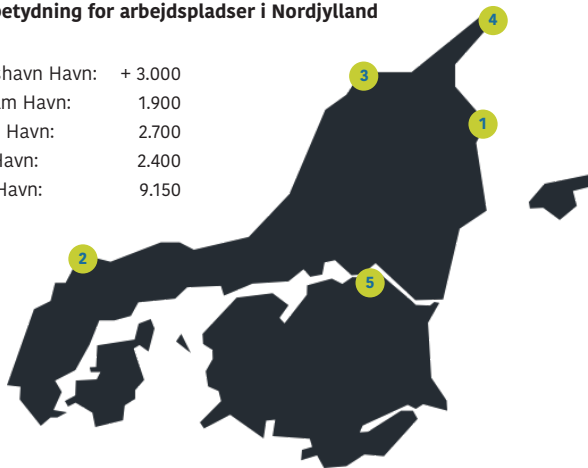 betydning for arbejdspladser i Nordjylland
shavn Havn: + 3.000
m Havn: 1.900
Havn: 2.700
Havn: 2.400
Havn: 9.150
4
3
1
2
5